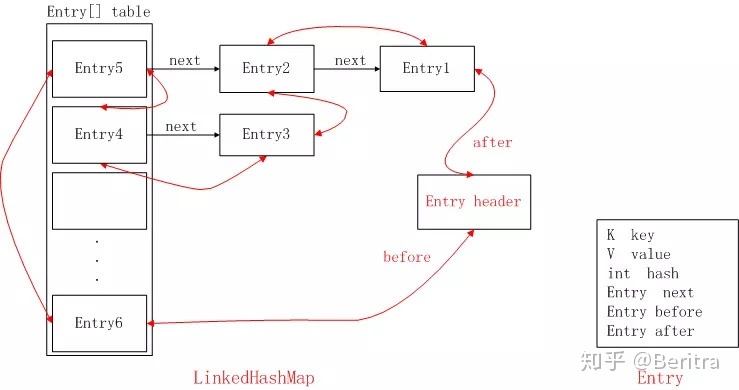 Entry[] table
Entry5
next
Entry2
next
Entry1
Entry4
next
Entry3
after
Entry header
before
Entry6
K key
V value
int hash
Entry next
Entry before
Entry after
LinkedHashMap
Entry
知乎 @Beritra